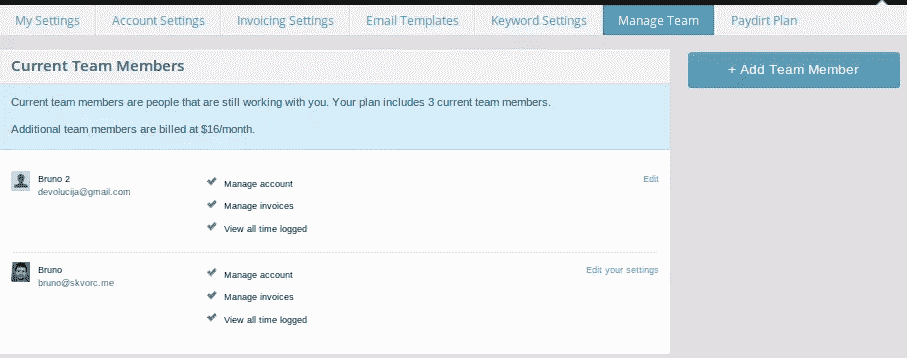 My Settings
Account Settings
Invoicing Settings
Email Templates
Keyword Settings
Manage Team
Paydirt Plan
Current Team Members
+ Add Team Member
Current team members are people that are still working with you. Your plan includes 3 current team members.
Additional team members are billed at $16/month.
Bruno 2
devolucija@gmail.com
Manage account
Manage invoices
View all time logged
Edit
Bruno
bruno@skvorc.me
Manage account
Manage invoices
View all time logged
Edit your settings